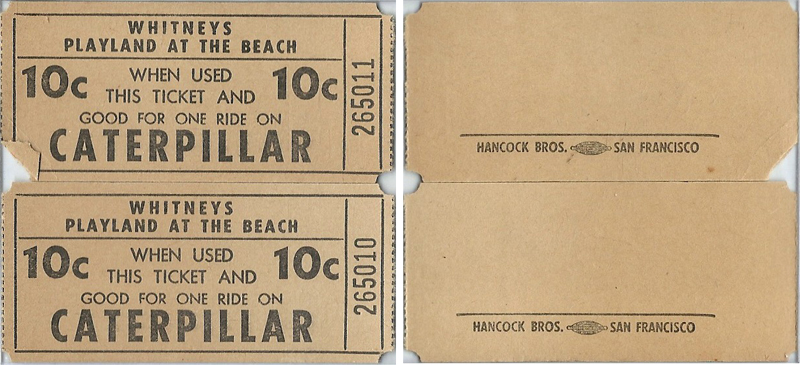 WHITNEYS
PLAYLAND AT THE BEACH
10c WHEN USED 10c
THIS TICKET AND
GOOD FOR ONE RIDE ON
CATERPILLAR
265011
HANCOCK BROS. SAN FRANCISCO
WHITNEYS
PLAYLAND AT THE BEACH
10c WHEN USED 10c
THIS TICKET AND
GOOD FOR ONE RIDE ON
CATERPILLAR
265010
HANCOCK BROS. SAN FRANCISCO